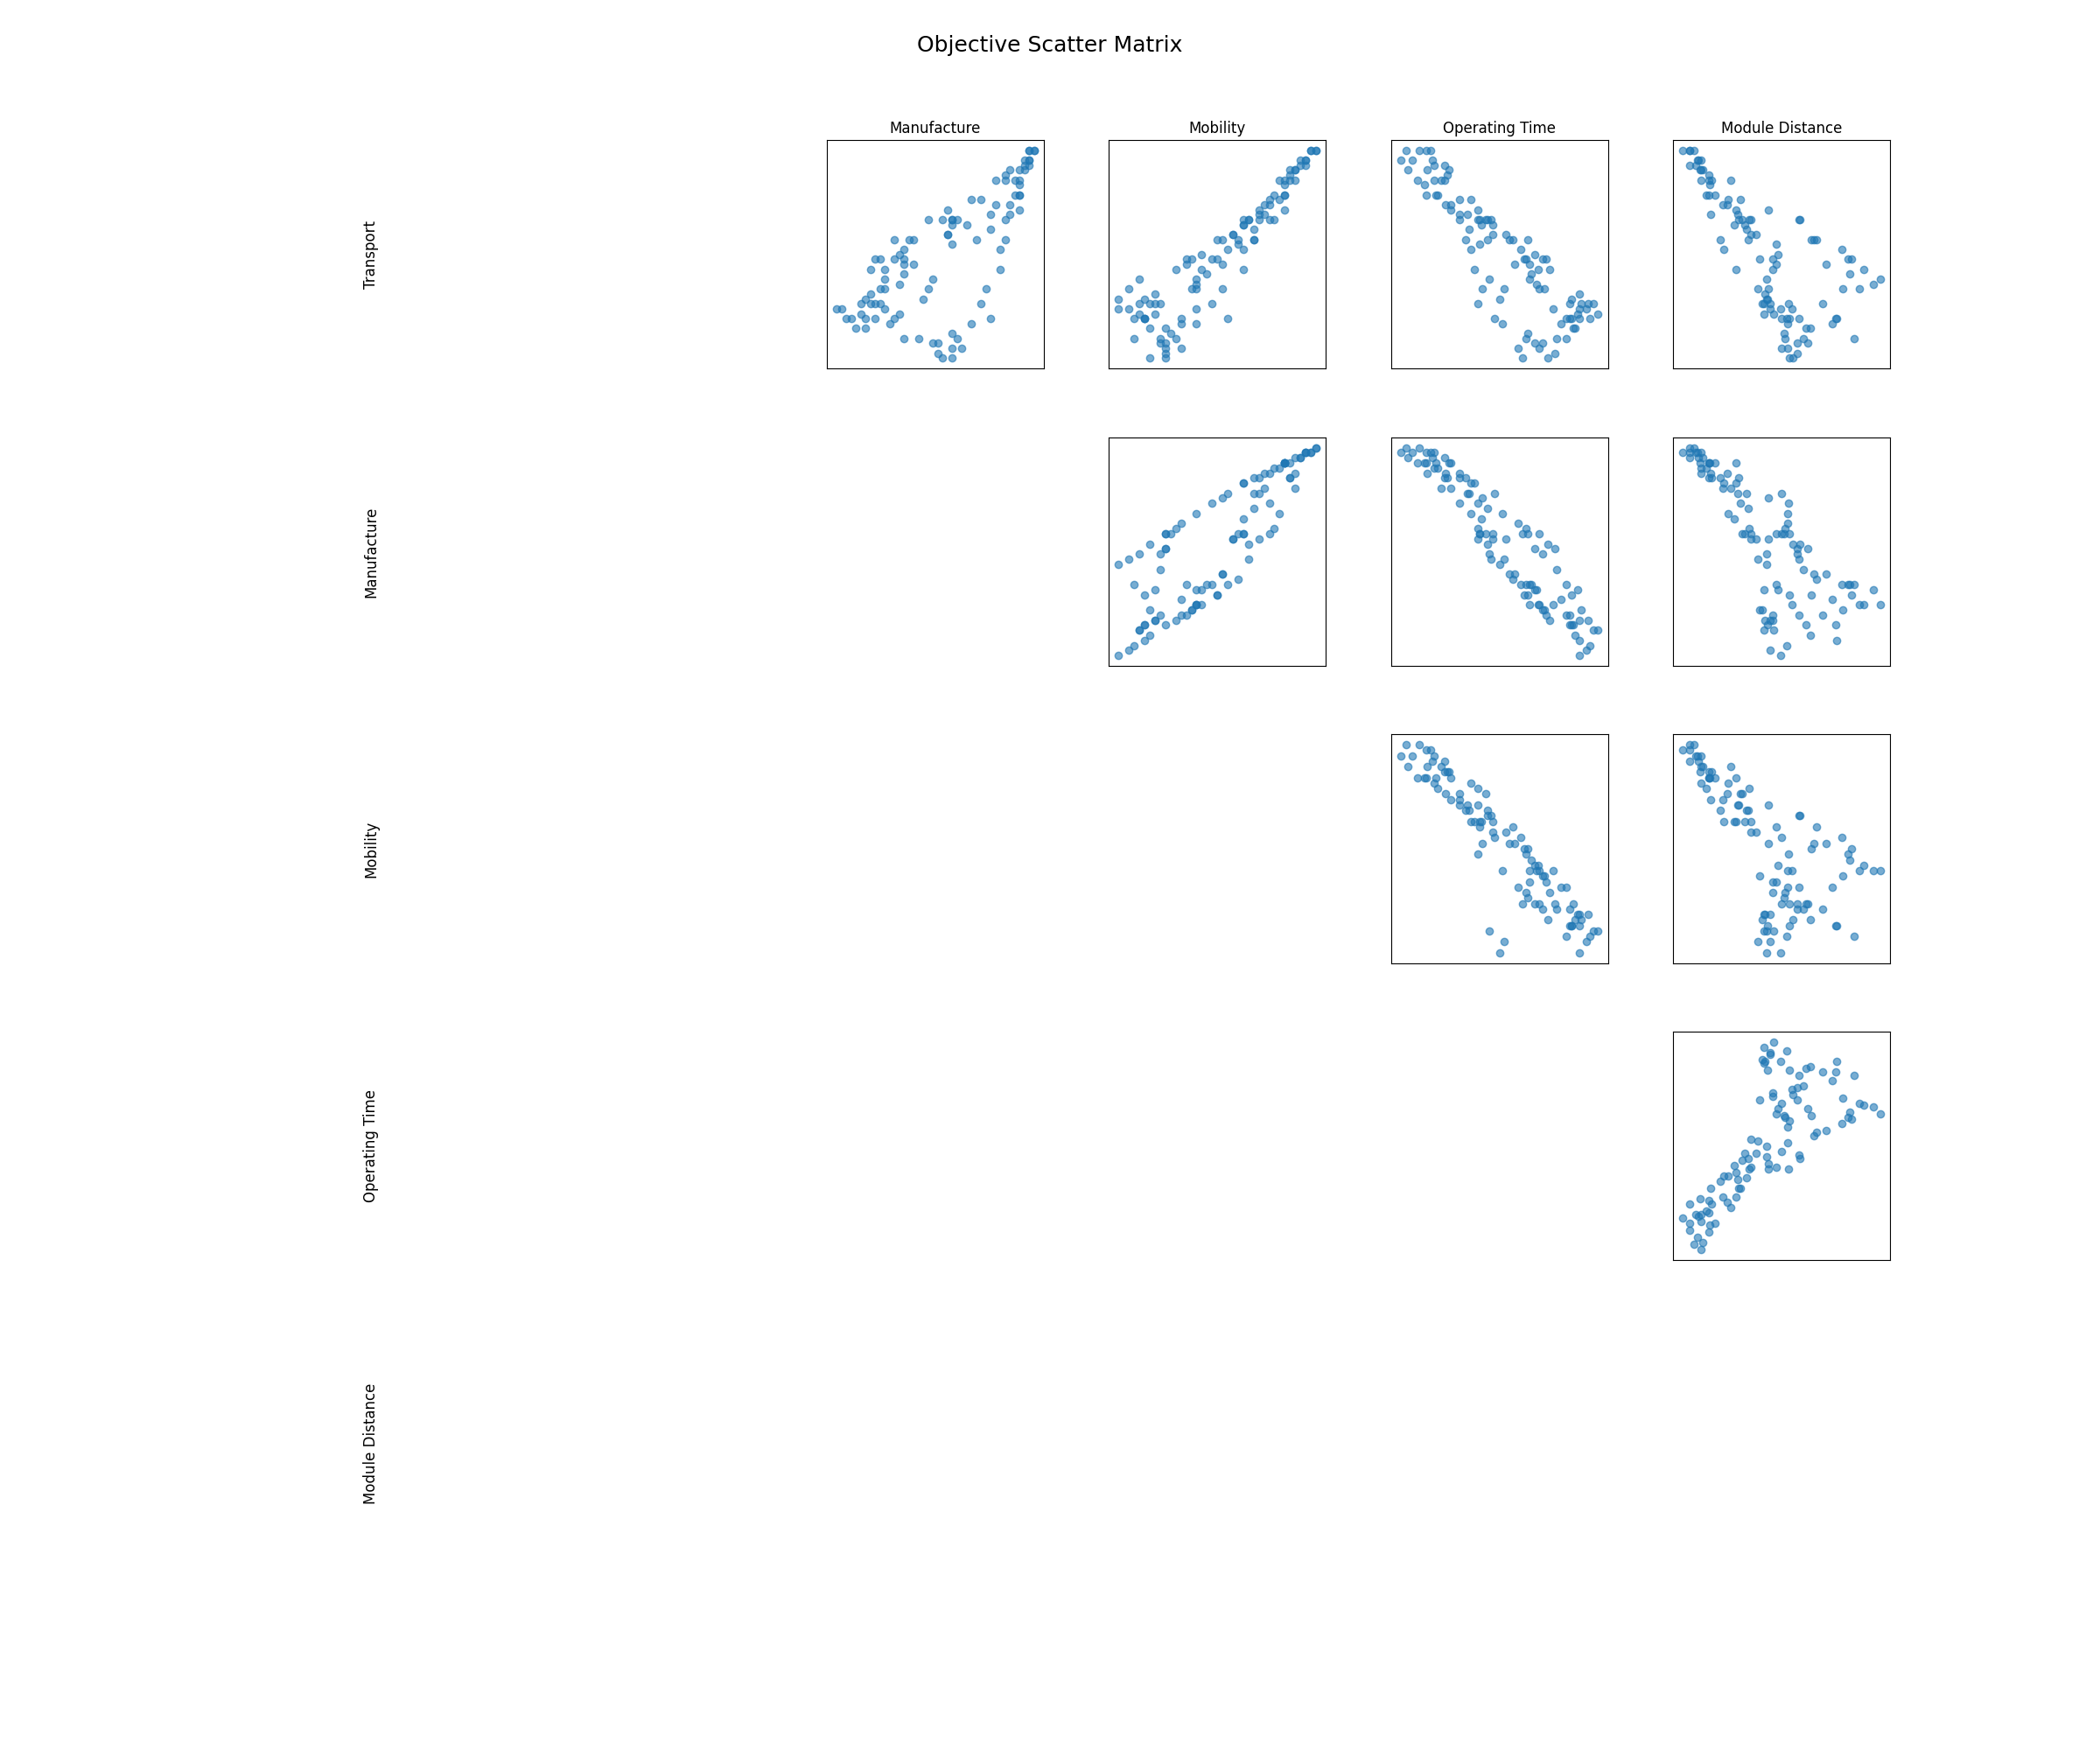 Objective Scatter Matrix
Manufacture
Mobility
Operating Time
Module Distance
Transport
Manufacture
Mobility
Operating Time
Module Distance